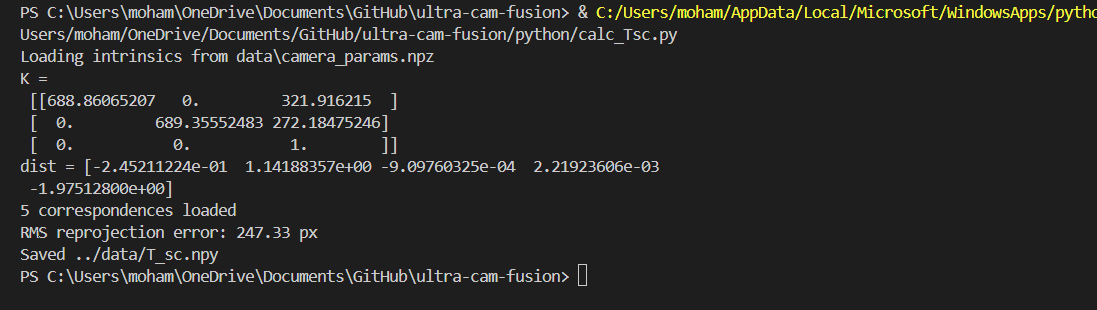 PS C:\Users\moham\OneDrive\Documents\GitHub\ultra-cam-fusion> & C:/Users/moham/AppData/Local/Microsoft/WindowsApps/pytho
Users/moham/OneDrive/Documents/GitHub/ultra-cam-fusion/python/calc_Tsc.py
Loading intrinsics from data\camera_params.npz
K =
[[688.86065207   0.         321.916215  ]
[  0.         689.35552483 272.18475246]
[  0.           0.           1.        ]]
dist = [-2.45211224e-01  1.14188357e+00 -9.09760325e-04  2.21923606e-03
-1.97512800e+00]
5 correspondences loaded
RMS reprojection error: 247.33 px
Saved ../data/T_sc.npy
PS C:\Users\moham\OneDrive\Documents\GitHub\ultra-cam-fusion>